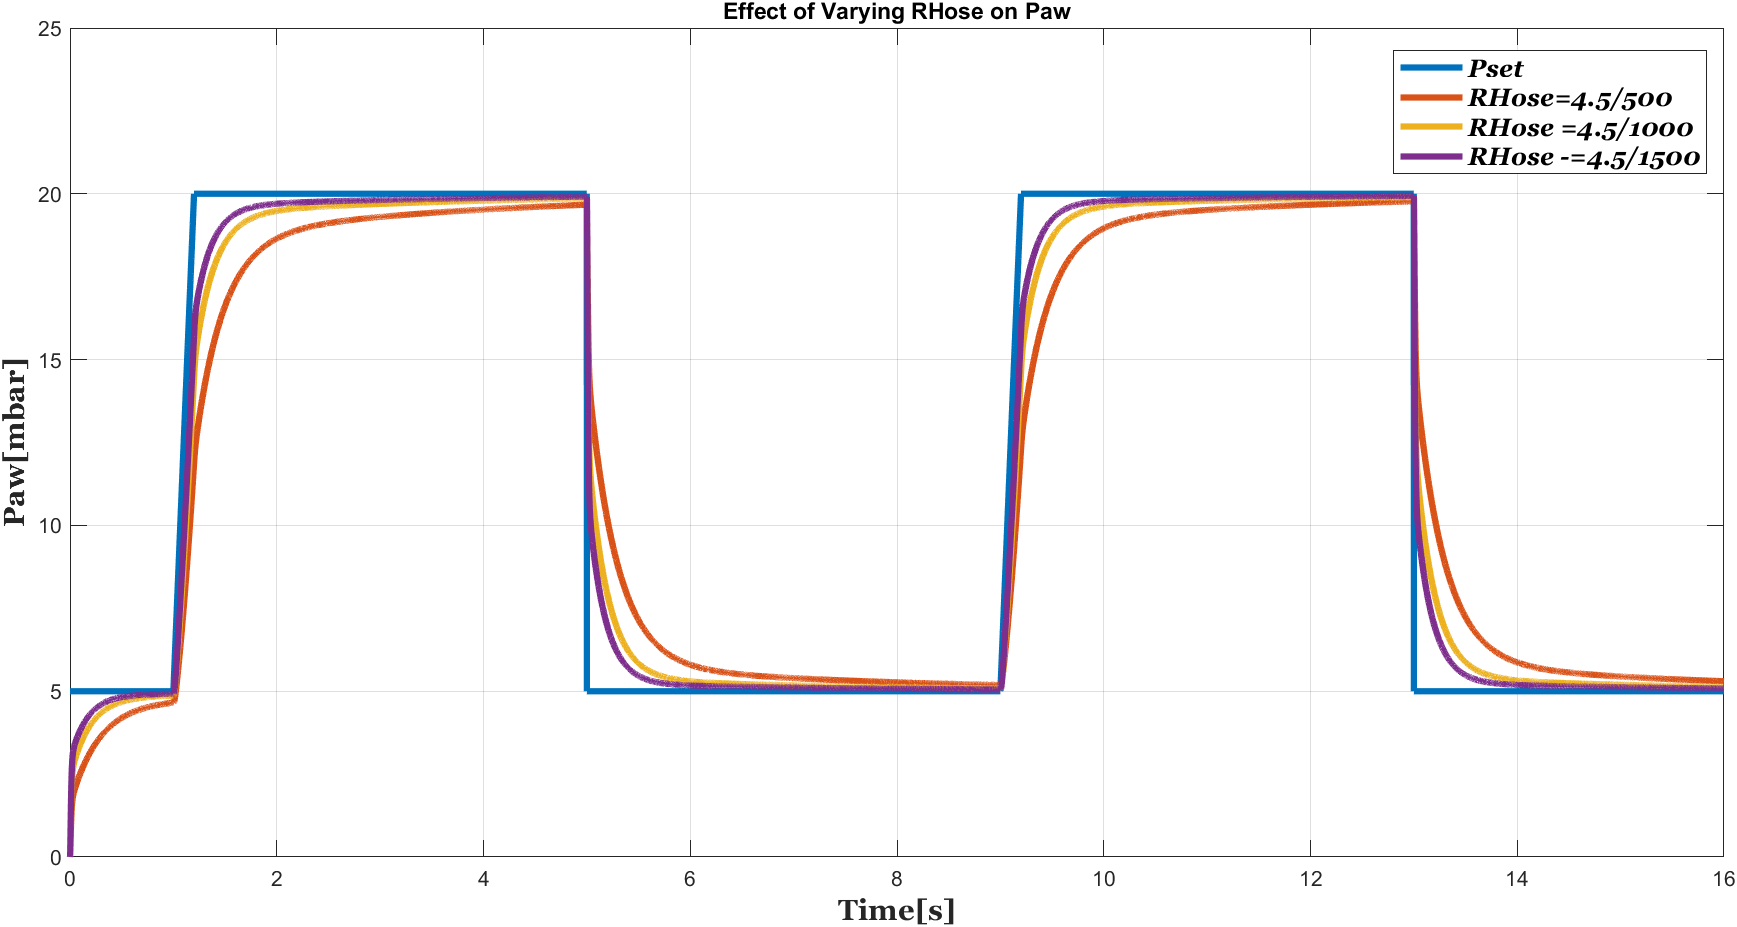 Effect of Varying RHose on Paw
25
20
15
10
5
0
Paw[mbar]
Pset
RHose=4.5/500
RHose =4.5/1000
RHose -=4.5/1500
0 2 4 6 8 10 12 14 16
Time[s]